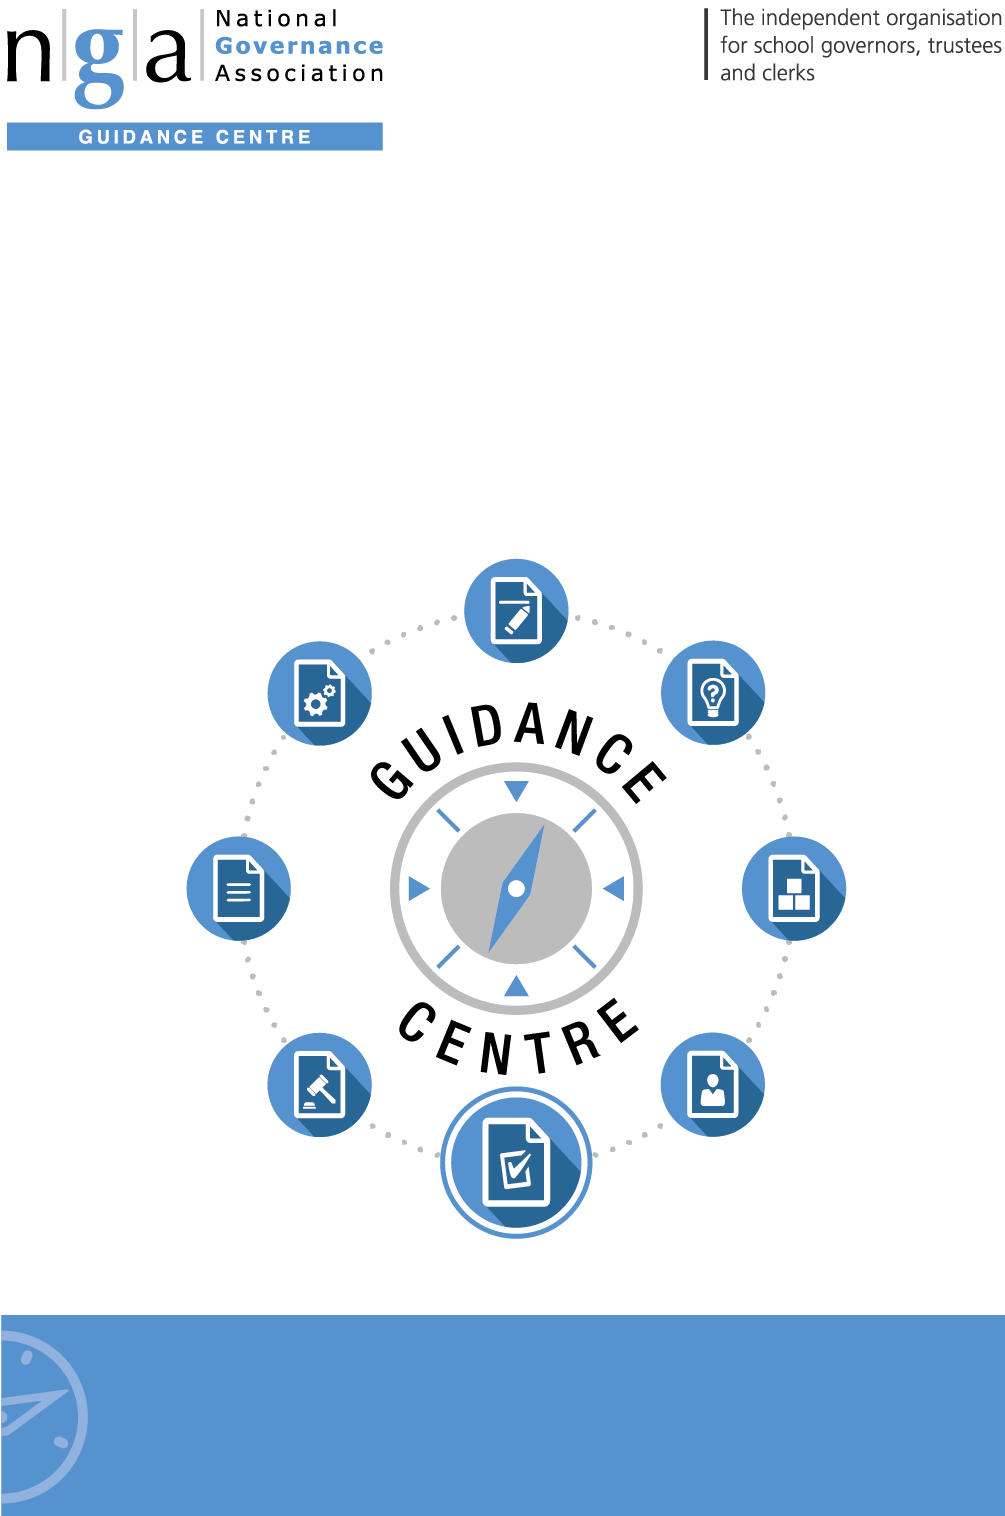 n|g|a
National
Governance
Association
GUIDANCE CENTRE
The independent organisation
for school governors, trustees
and clerks
GUIDANCE
?
CENTRE